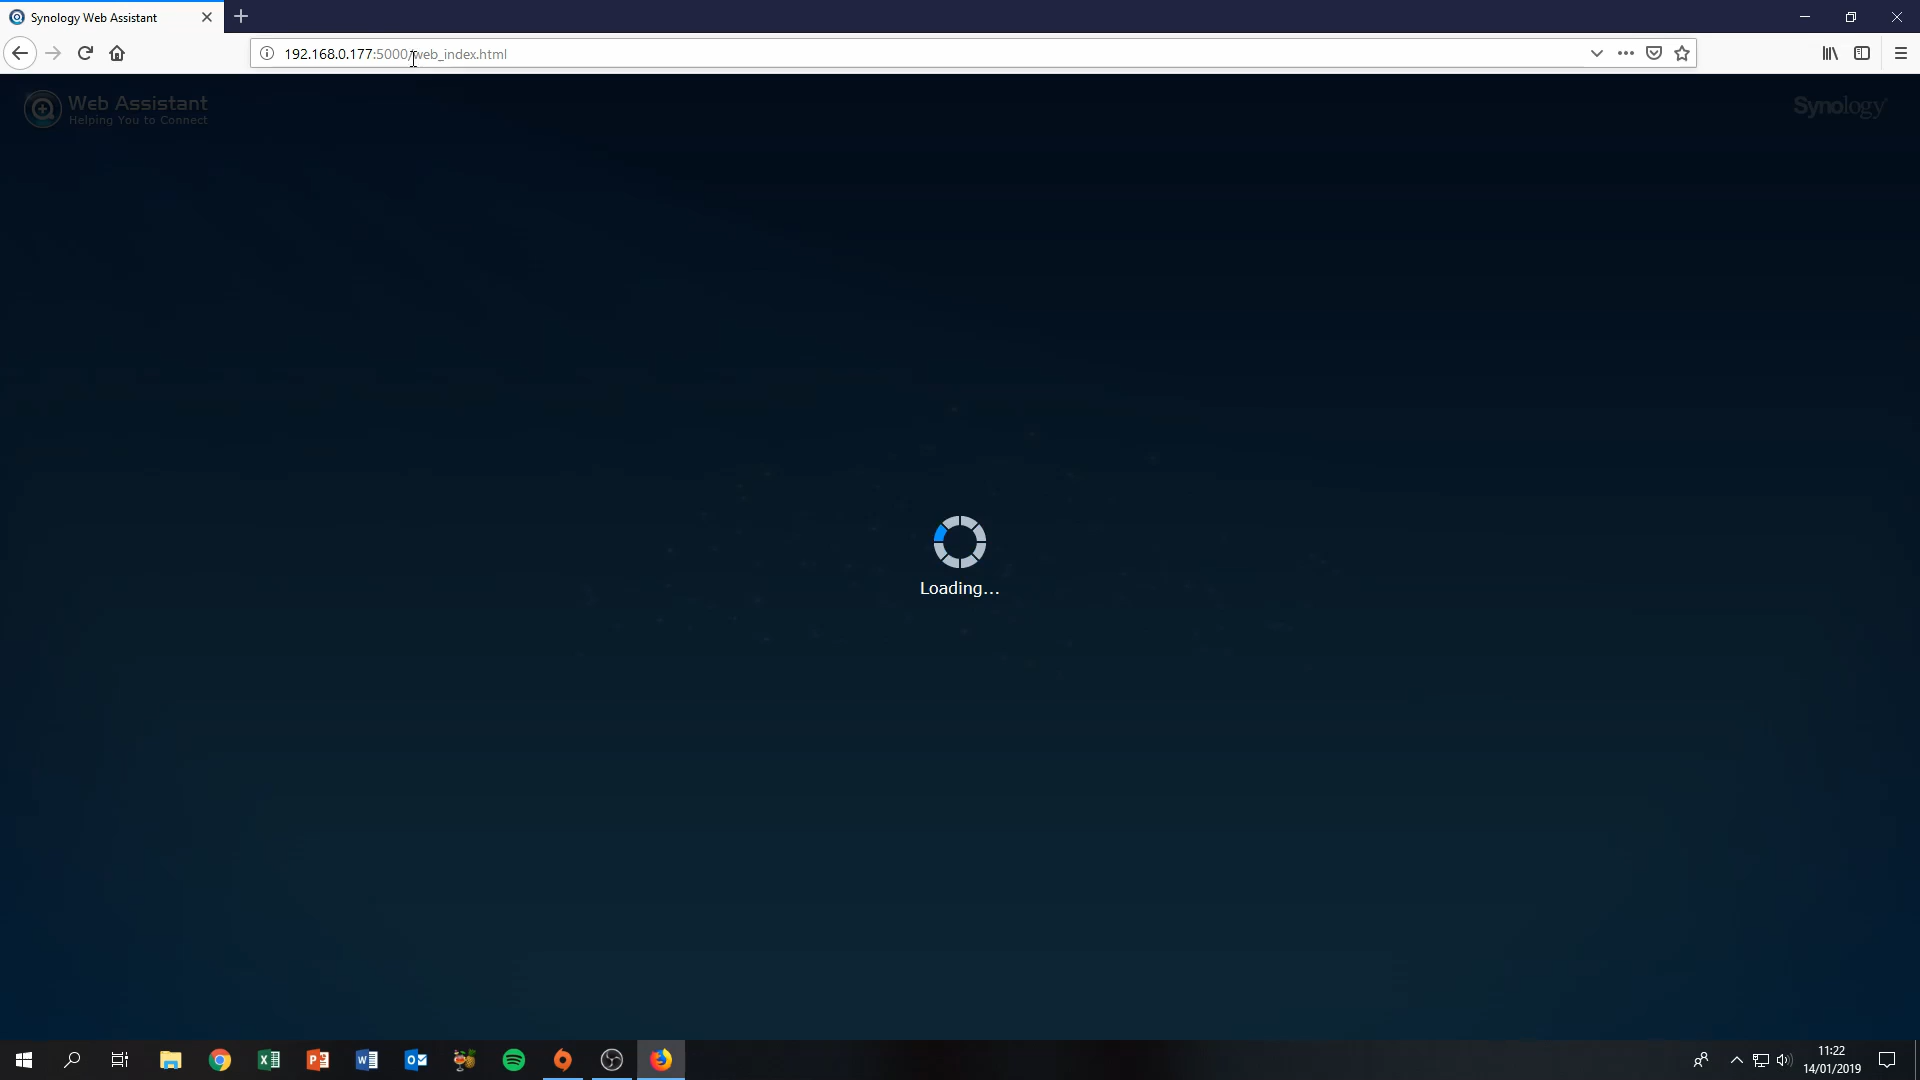 Synology Web Assistant
192.168.0.177:5000/web_index.html
Web Assistant
Helping You to Connect
Synology
Loading...
11:22
14/01/2019